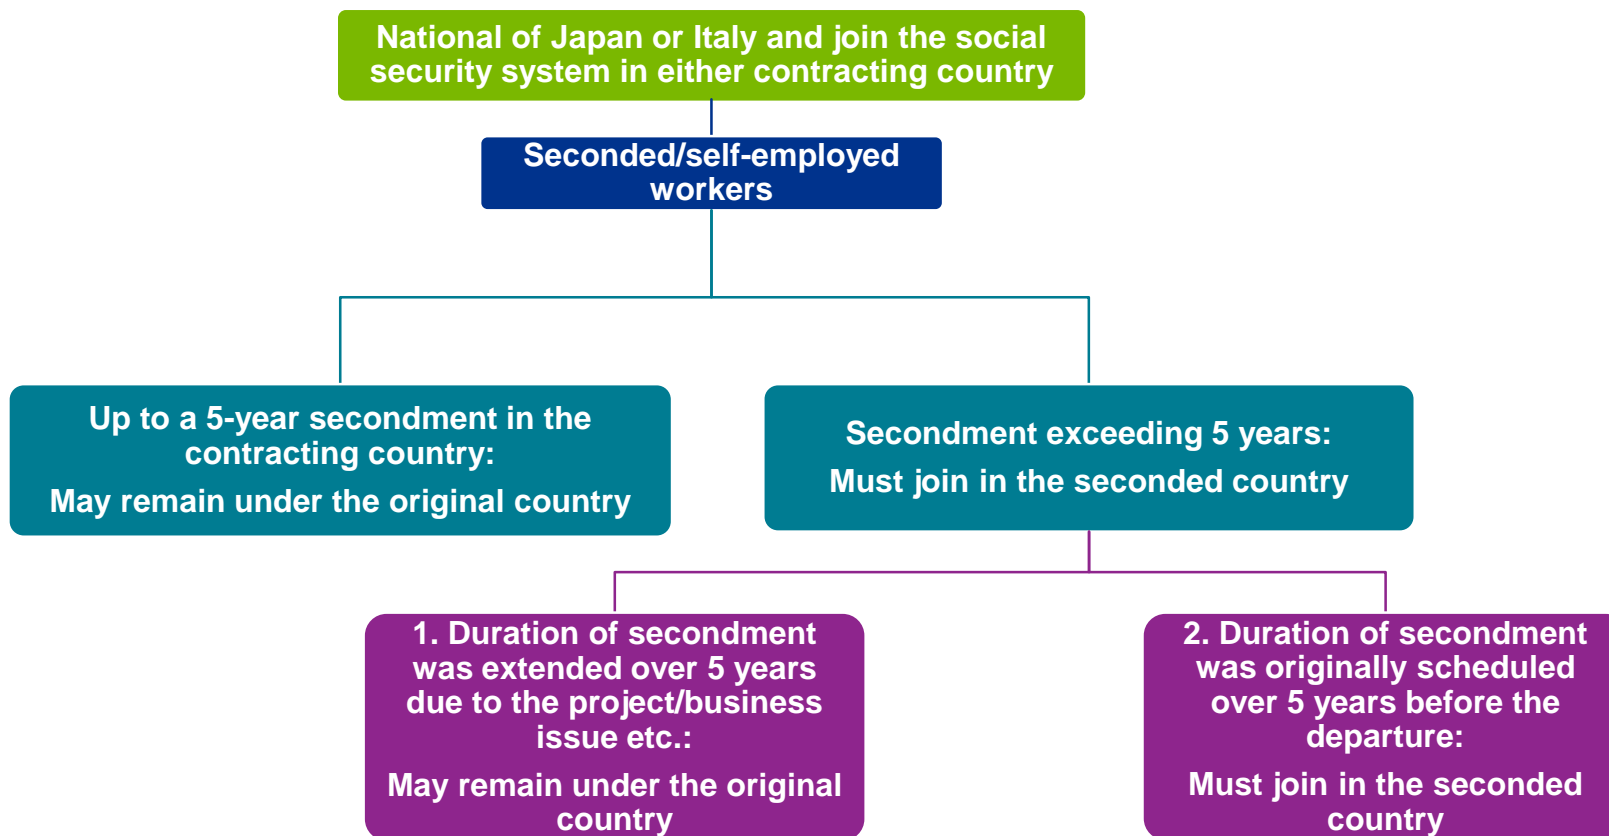 National of Japan or Italy and join the social
security system in either contracting country
Seconded/self-employed
workers
Up to a 5-year secondment in the
contracting country:
May remain under the original country
Secondment exceeding 5 years:
Must join in the seconded country
1. Duration of secondment
was extended over 5 years
due to the project/business
issue etc.:
May remain under the original
country
2. Duration of secondment
was originally scheduled
over 5 years before the
departure:
Must join in the seconded
country